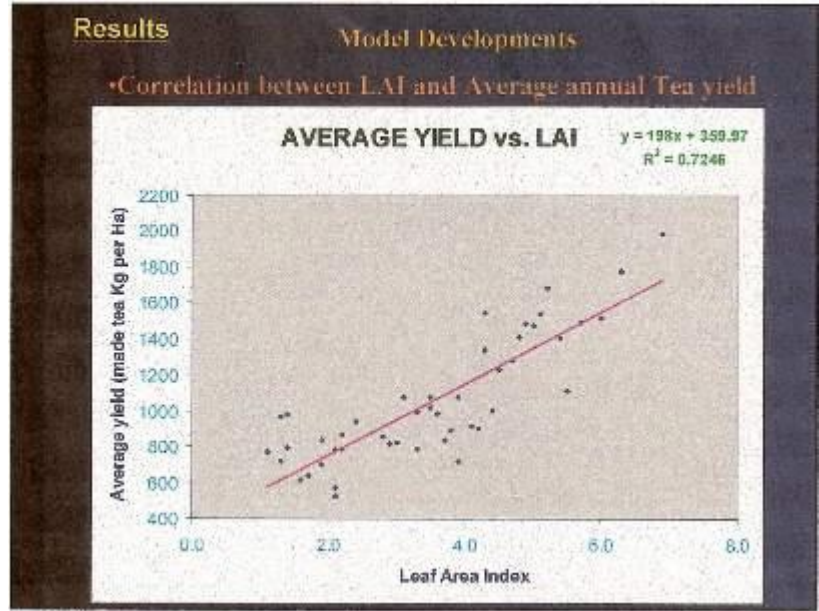 Results
Model Developments
•Correlation between LAI and Average annual Tea yield
AVERAGE YIELD vs. LAI
y = 198x + 359.97
R² = 0.7246
Average yield (made tea Kg per Ha)
2200
2000
1800
1600
1400
1200
1000
800
600
400
0.0 2.0 4.0 6.0 8.0
Leaf Area Index